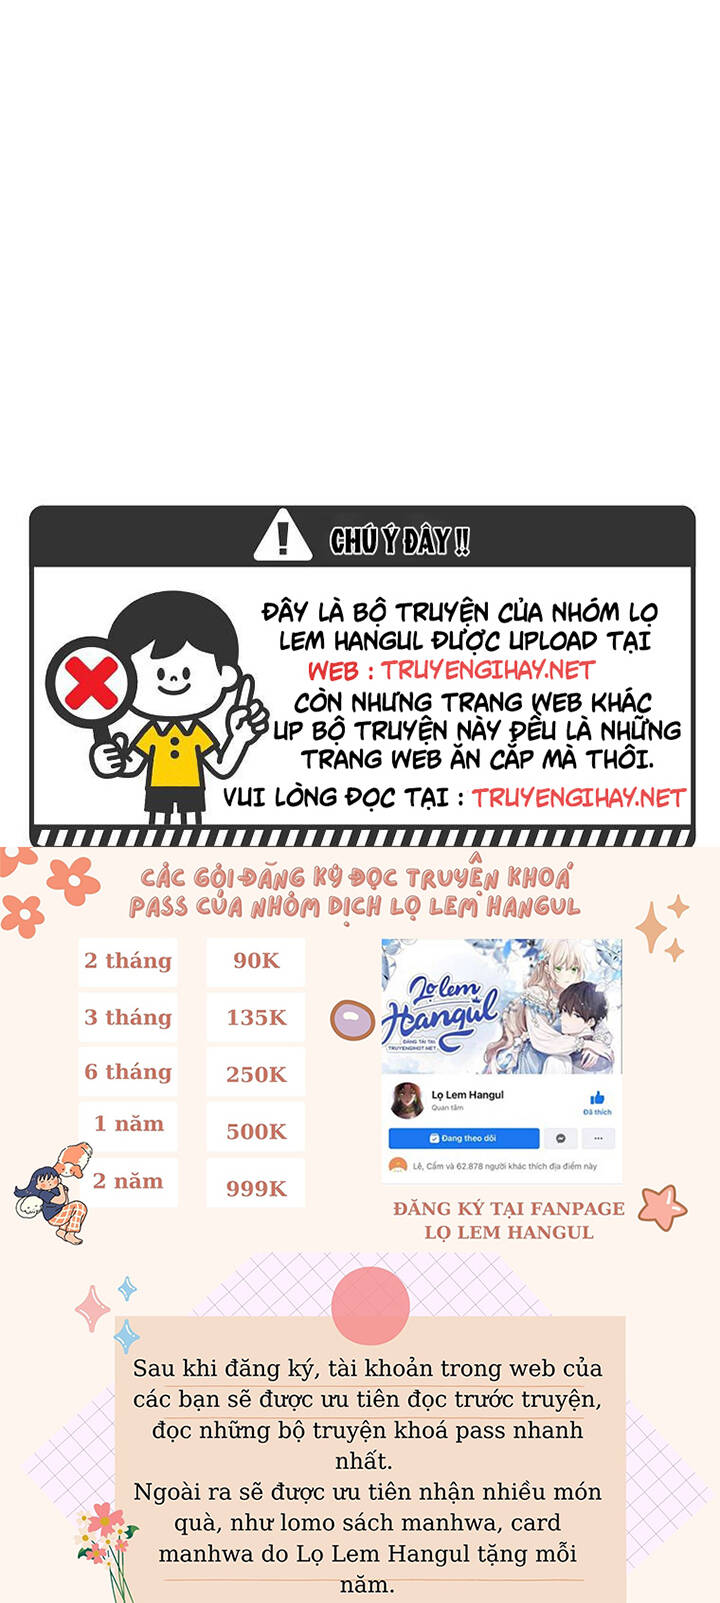 CHÚ Ý ĐÂY !!
ĐÂY LÀ BỘ TRUYỆN CỦA NHÓM LỌ
LEM HANGUL ĐƯỢC UPLOAD TẠI
WEB : TRUYENGIHAY.NET
CÒN NHƯNG TRANG WEB KHÁC
UP BỘ TRUYỆN NÀY ĐỀU LÀ NHỮNG
TRANG WEB ĂN CẮP MÀ THÔI.
VUI LÒNG ĐỌC TẠI : TRUYENGIHAY.NET
CÁC GÓI ĐĂNG KÝ ĐỌC TRUYỆN KHOÁ
PASS CỦA NHÓM DỊCH LỌ LEM HANGUL
2 tháng 90K
3 tháng 135K
6 tháng 250K
1 năm 500K
2 năm 999K
Lọ lem
Hangul
ĐĂNG TẢI TẠI
TRUYENGIHOT.NET
Lọ Lem Hangul
Quan tâm
Đã thích
Đang theo dõi
Lê, Cẩm và 62.878 người khác thích địa điểm này
ĐĂNG KÝ TẠI FANPAGE
LỌ LEM HANGUL
Sau khi đăng ký, tài khoản trong web của
các bạn sẽ được ưu tiên đọc trước truyện,
đọc những bộ truyện khoá pass nhanh
nhất.
Ngoài ra sẽ được ưu tiên nhận nhiều món
quà, như lomo sách manhwa, card
manhwa do Lọ Lem Hangul tặng mỗi
năm.